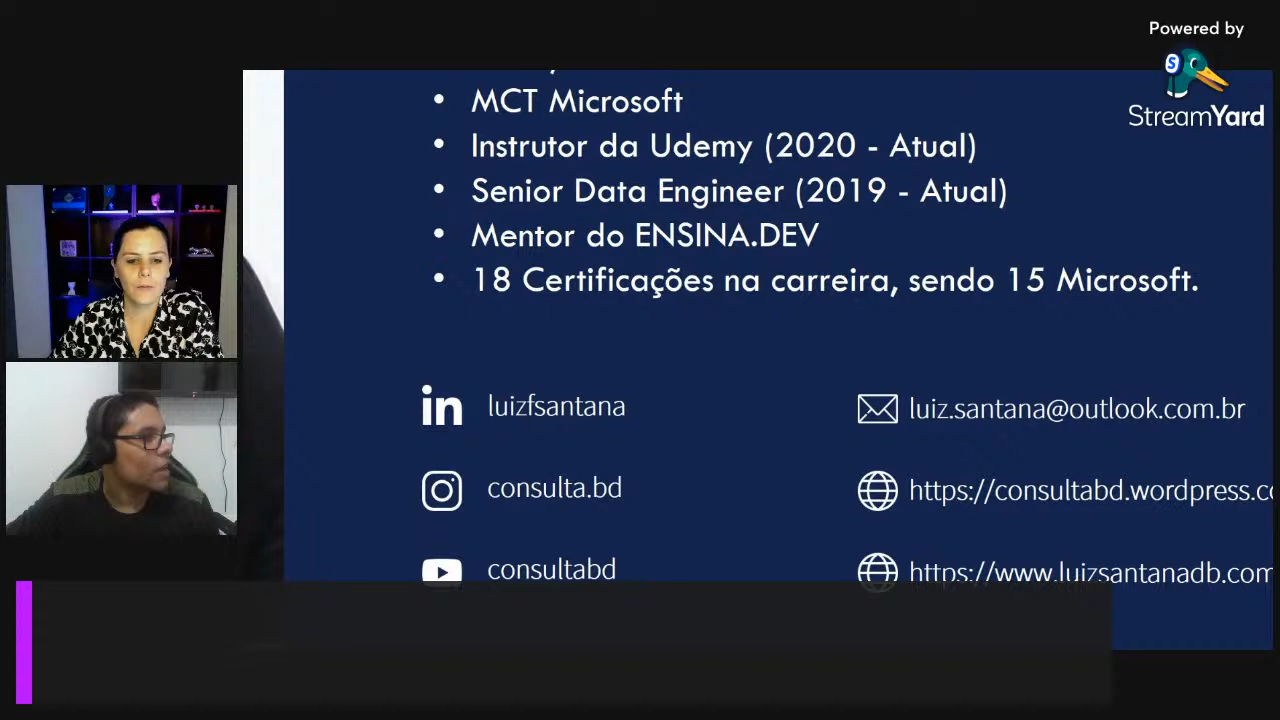 Powered by
StreamYard
• MCT Microsoft
• Instrutor da Udemy (2020 - Atual)
• Senior Data Engineer (2019 - Atual)
• Mentor do ENSINA.DEV
• 18 Certificações na carreira, sendo 15 Microsoft.
luizfsantana
luiz.santana@outlook.com.br
consulta.bd
https://consultabd.wordpress.co
consultabd
https://www.luizsantanadb.com